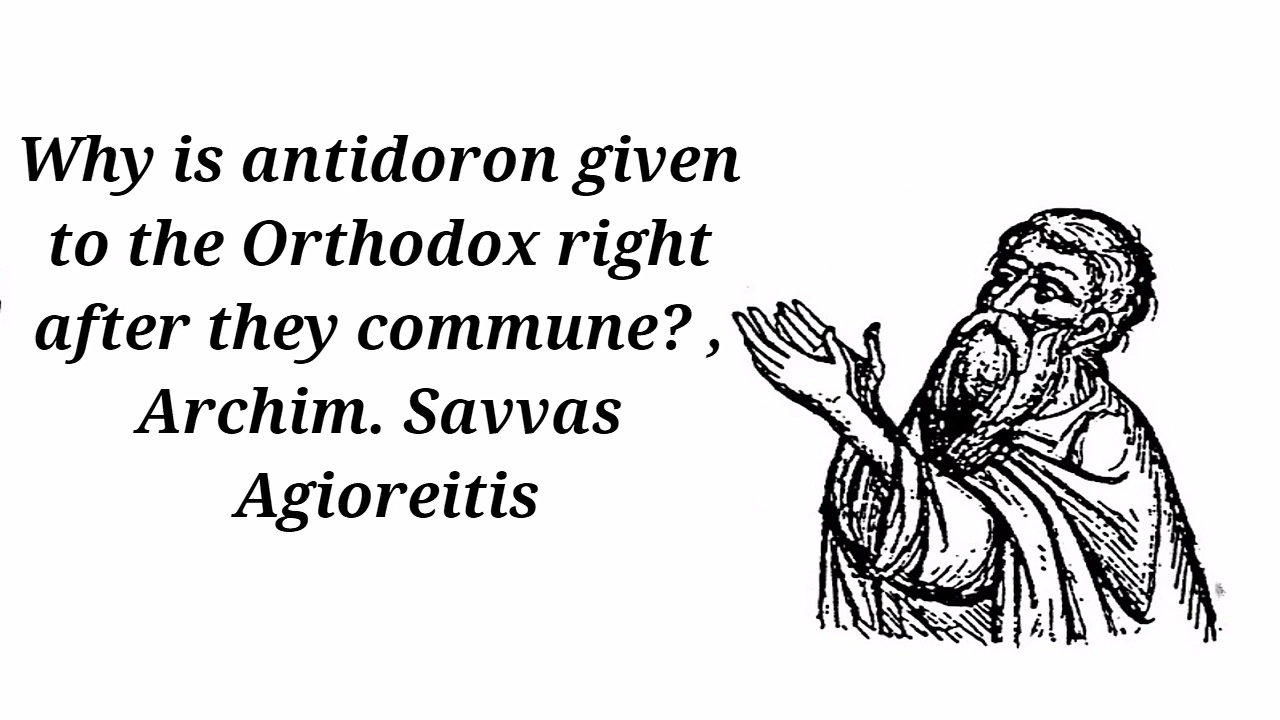 Why is antidoron given
to the Orthodox right
after they commune? ,
Archim. Savvas
Agioreitis